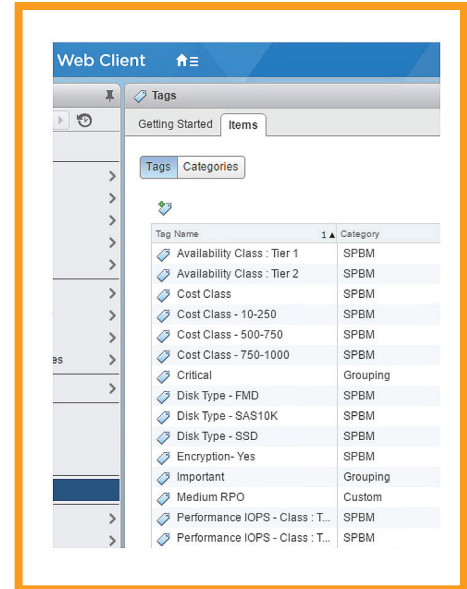 Web Client
Tags
Getting Started Items
Tags Categories
Tag Name 1 Category
Availability Class : Tier 1 SPBM
Availability Class : Tier 2 SPBM
Cost Class SPBM
Cost Class - 10-250 SPBM
Cost Class - 500-750 SPBM
es Cost Class - 750-1000 SPBM
Critical Grouping
Disk Type - FMD SPBM
Disk Type - SAS10K SPBM
Disk Type - SSD SPBM
Encryption- Yes SPBM
Important Grouping
Medium RPO Custom
Performance IOPS - Class : T... SPBM
Performance IOPS - Class : T... SPBM